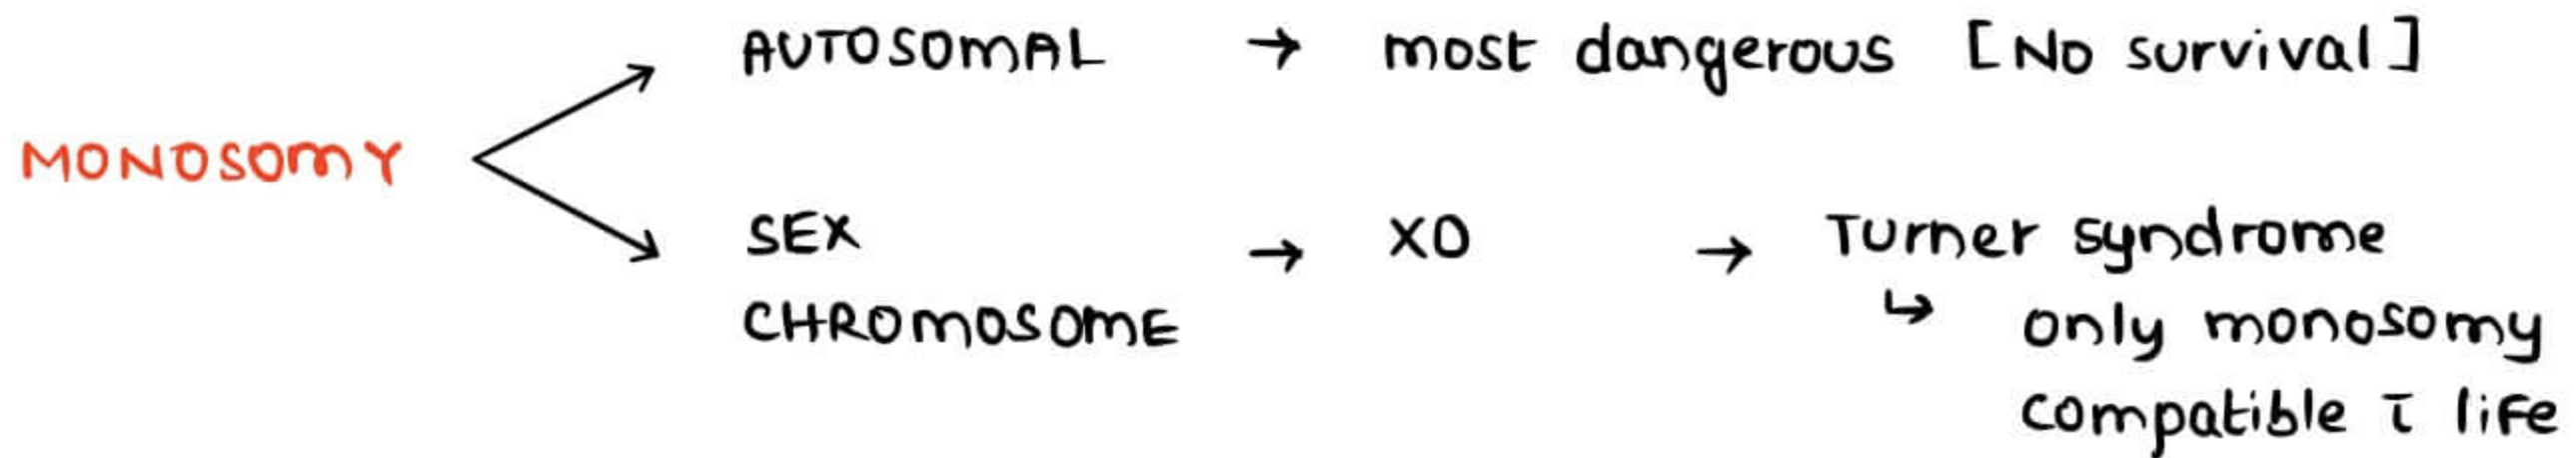 AUTOSOMAL → most dangerous [No survival]
MONOSOMY
SEX → XO → Turner syndrome
CHROMOSOME ↳ only monosomy
compatible c̄ life